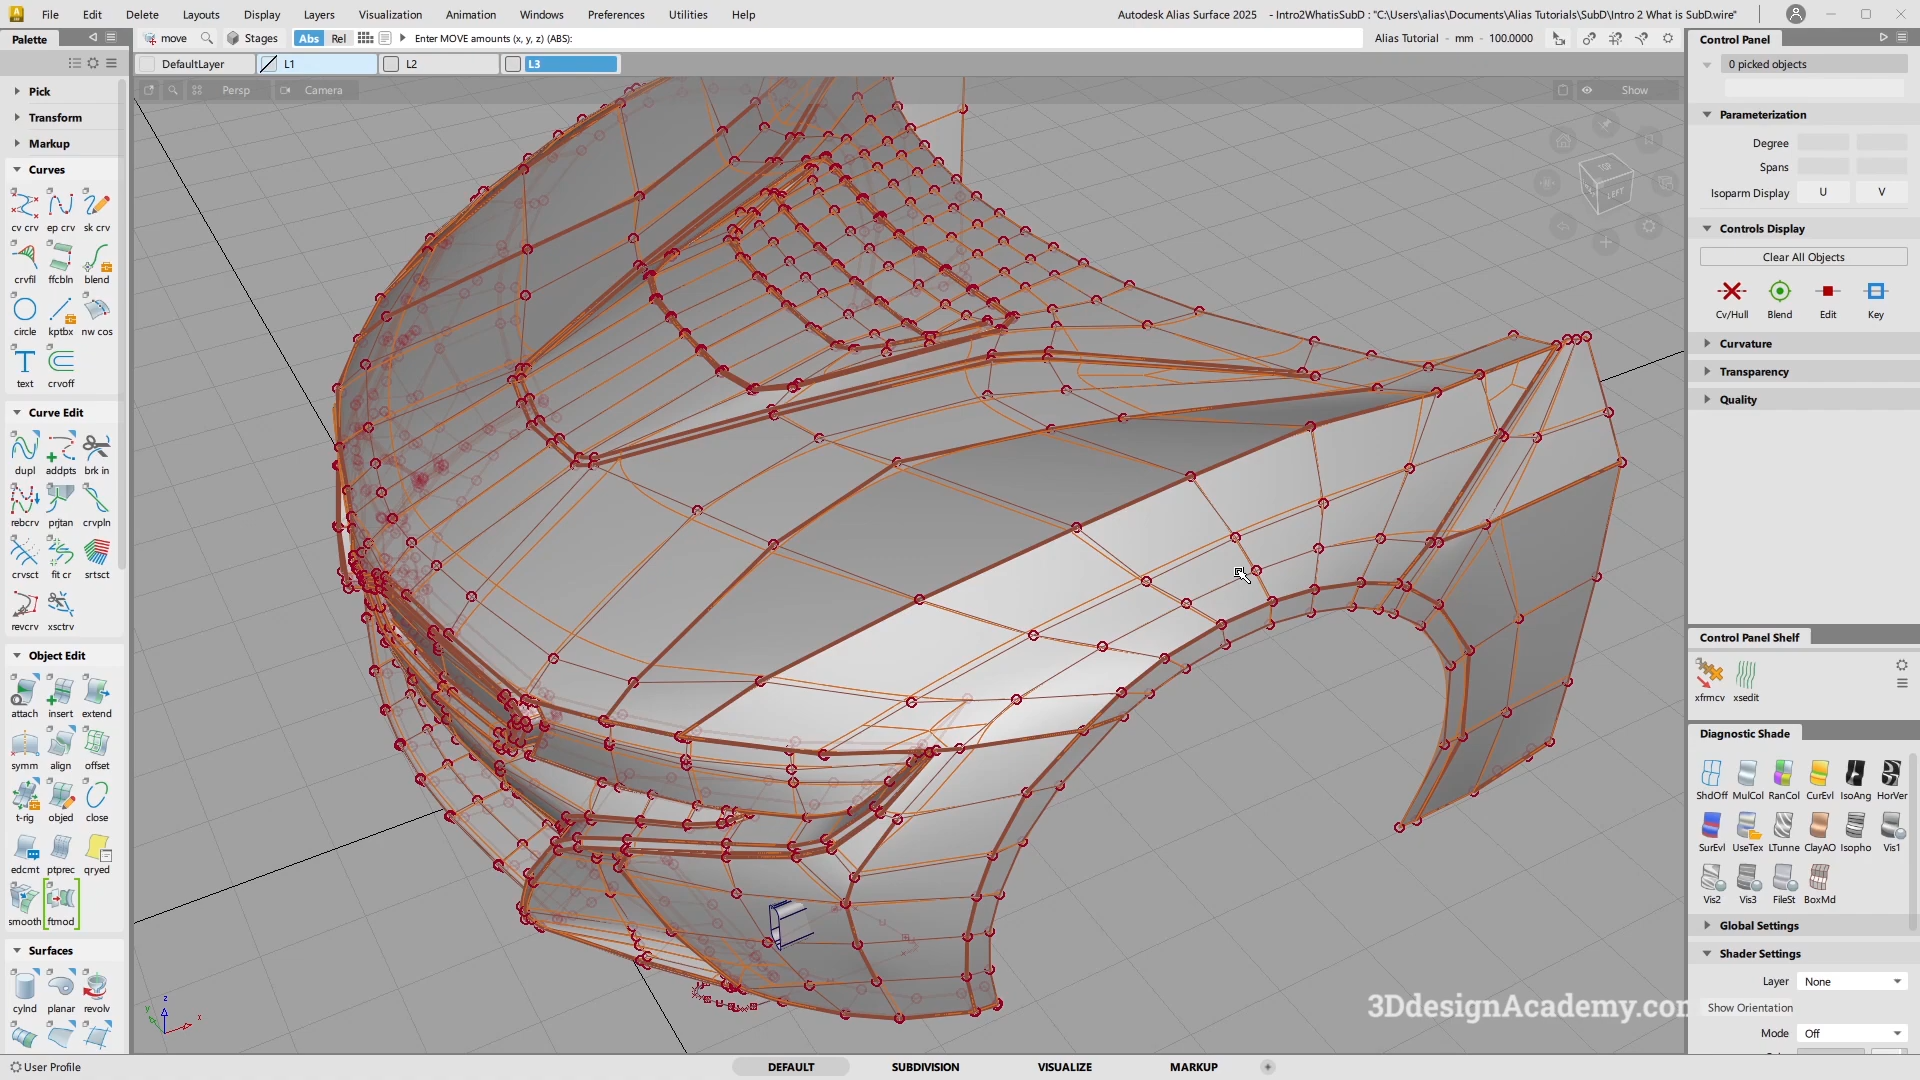 File Edit Delete Layouts Display Layers Visualization Animation Windows Preferences Utilities Help
Autodesk Alias Surface 2025 - Intro2WhatisSubD : "C:\Users\alias\Documents\Alias Tutorials\SubD\Intro 2 What is SubD.wire"
Palette
move Stages Abs Rel Enter MOVE amounts (x, y, z) (ABS):
Alias Tutorial - mm - 100.0000
Control Panel
DefaultLayer L1 L2 L3
0 picked objects
Persp Camera Show
Pick
Transform
Markup
Curves
cv crv ep crv sk crv
crvfil ffcbln blend
circle kptbx nw cos
text crvoff
Curve Edit
dupl addpts brk in
rebcrv prjtan crvpln
crvsct fit cr srtsct
revcrv xsctrv
Object Edit
attach insert extend
symm align offset
t-rig objed close
edcmt ptprec qryed
smooth ftmod
Surfaces
cylnd planar revolv
TOP
LEFT
z
y
x
Parameterization
Degree
Spans
Isoparm Display U V
Controls Display
Clear All Objects
Cv/Hull Blend Edit Key
Curvature
Transparency
Quality
Control Panel Shelf
xfrmcv xsedit
Diagnostic Shade
ShdOff MulCol RanCol CurEvl IsoAng HorVer
SurEvl UseTex LTunne ClayAO Isopho Vis1
Vis2 Vis3 FileSt BoxMd
Global Settings
Shader Settings
Layer None
Show Orientation
Mode Off
3DdesignAcademy.com
User Profile
DEFAULT SUBDIVISION VISUALIZE MARKUP +